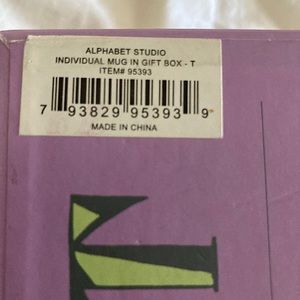 ALPHABET STUDIO
INDIVIDUAL MUG IN GIFT BOX - T
ITEM# 95393
7 93829 95393 9
MADE IN CHINA